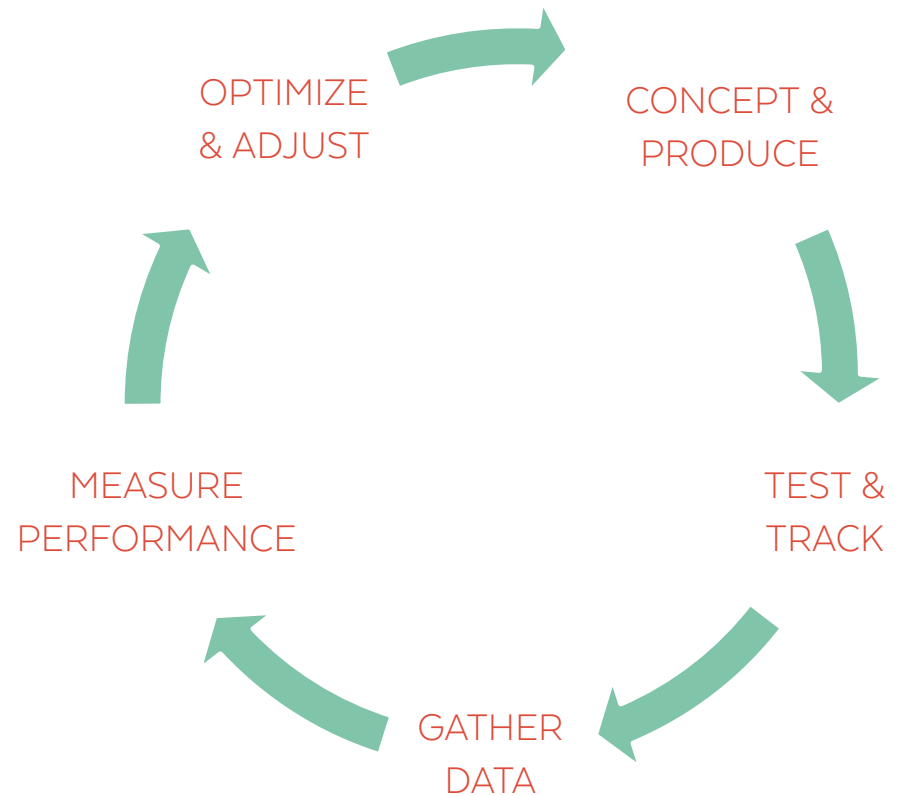 OPTIMIZE
& ADJUST
CONCEPT &
PRODUCE
MEASURE
PERFORMANCE
TEST &
TRACK
GATHER
DATA